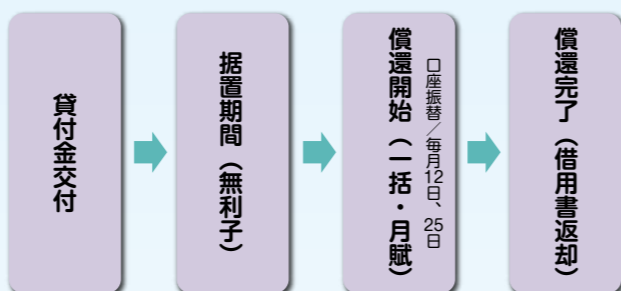 貸付金交付
据置期間（無利子）
償還開始（一括・月賦）
口座振替／毎月12日、25日
償還完了（借用書返却）